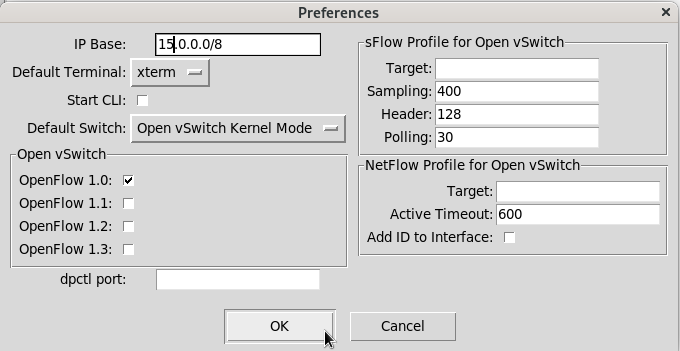 Preferences
IP Base: 15.0.0.0/8
Default Terminal: xterm
Start CLI:
Default Switch: Open vSwitch Kernel Mode
Open vSwitch
OpenFlow 1.0:
OpenFlow 1.1:
OpenFlow 1.2:
OpenFlow 1.3:
dpctl port:
sFlow Profile for Open vSwitch
Target:
Sampling: 400
Header: 128
Polling: 30
NetFlow Profile for Open vSwitch
Target:
Active Timeout: 600
Add ID to Interface:
OK
Cancel